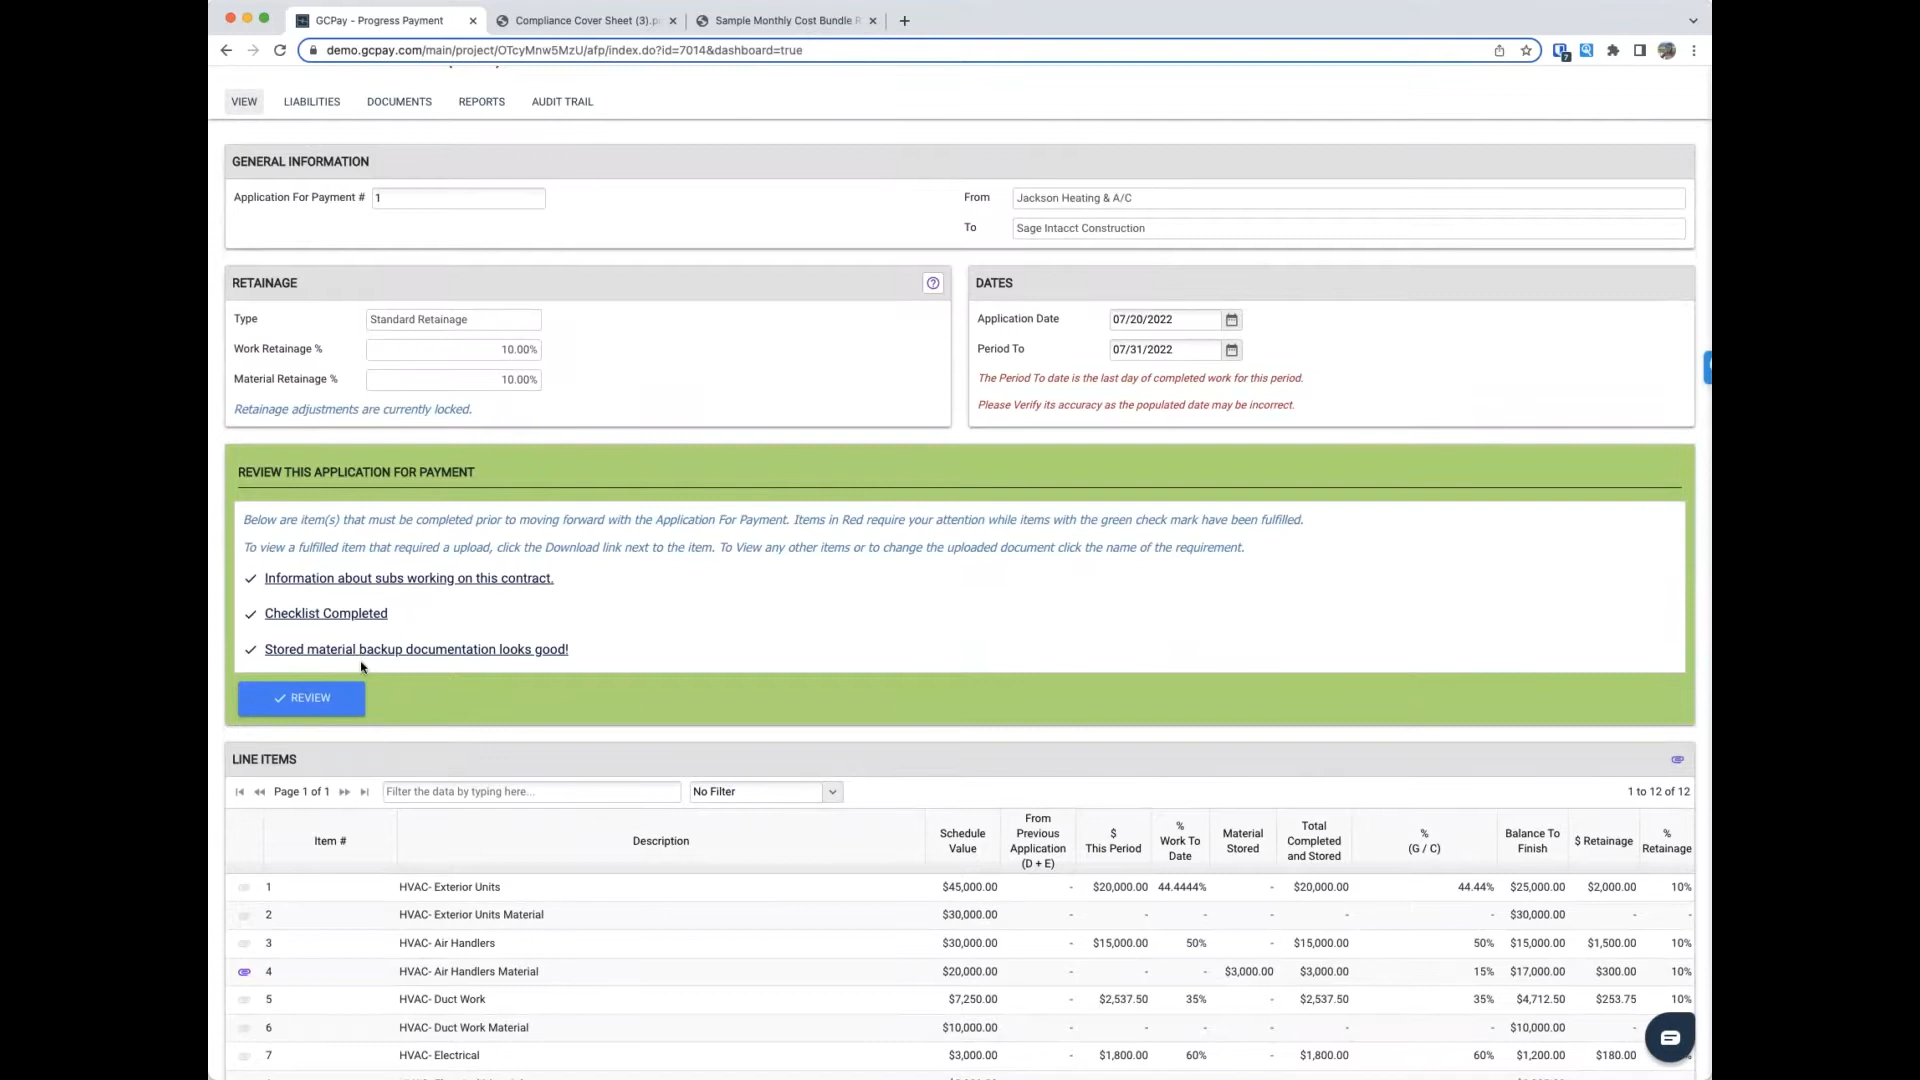 GCPay - Progress Payment
Compliance Cover Sheet (3).p
Sample Monthly Cost Bundle R
demo.gcpay.com/main/project/OTcyMnw5MzU/afp/index.do?id=7014&dashboard=true
7
VIEW LIABILITIES DOCUMENTS REPORTS AUDIT TRAIL
GENERAL INFORMATION
Application For Payment # 1
From Jackson Heating & A/C
To Sage Intacct Construction
RETAINAGE
Type Standard Retainage
Work Retainage % 10.00%
Material Retainage % 10.00%
Retainage adjustments are currently locked.
DATES
Application Date 07/20/2022
Period To 07/31/2022
The Period To date is the last day of completed work for this period.
Please Verify its accuracy as the populated date may be incorrect.
REVIEW THIS APPLICATION FOR PAYMENT
Below are item(s) that must be completed prior to moving forward with the Application For Payment. Items in Red require your attention while items with the green check mark have been fulfilled.
To view a fulfilled item that required a upload, click the Download link next to the item. To View any other items or to change the uploaded document click the name of the requirement.
Information about subs working on this contract.
Checklist Completed
Stored material backup documentation looks good!
REVIEW
LINE ITEMS
Page 1 of 1 Filter the data by typing here... No Filter 1 to 12 of 12
Item # Description Schedule Value From Previous Application (D + E) $ This Period % Work To Date Material Stored Total Completed and Stored % (G / C) Balance To Finish $ Retainage % Retainage
1 HVAC- Exterior Units $45,000.00 - $20,000.00 44.4444% - $20,000.00 44.44% $25,000.00 $2,000.00 10%
2 HVAC- Exterior Units Material $30,000.00 - - - - - - $30,000.00 - -
3 HVAC- Air Handlers $30,000.00 - $15,000.00 50% - $15,000.00 50% $15,000.00 $1,500.00 10%
4 HVAC- Air Handlers Material $20,000.00 - - - $3,000.00 $3,000.00 15% $17,000.00 $300.00 10%
5 HVAC- Duct Work $7,250.00 - $2,537.50 35% - $2,537.50 35% $4,712.50 $253.75 10%
6 HVAC- Duct Work Material $10,000.00 - - - - - - $10,000.00 -
7 HVAC- Electrical $3,000.00 - $1,800.00 60% - $1,800.00 60% $1,200.00 $180.00